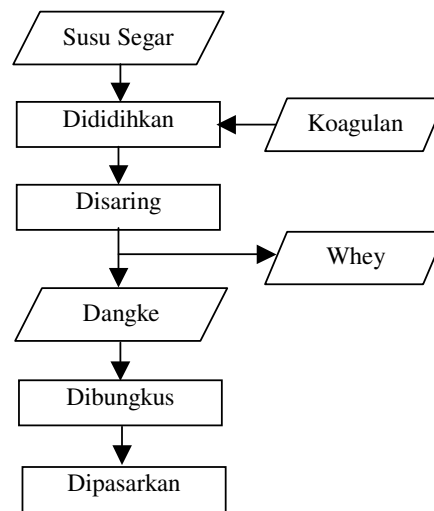 Susu Segar
Dididihkan
Koagulan
Disaring
Whey
Dangke
Dibungkus
Dipasarkan